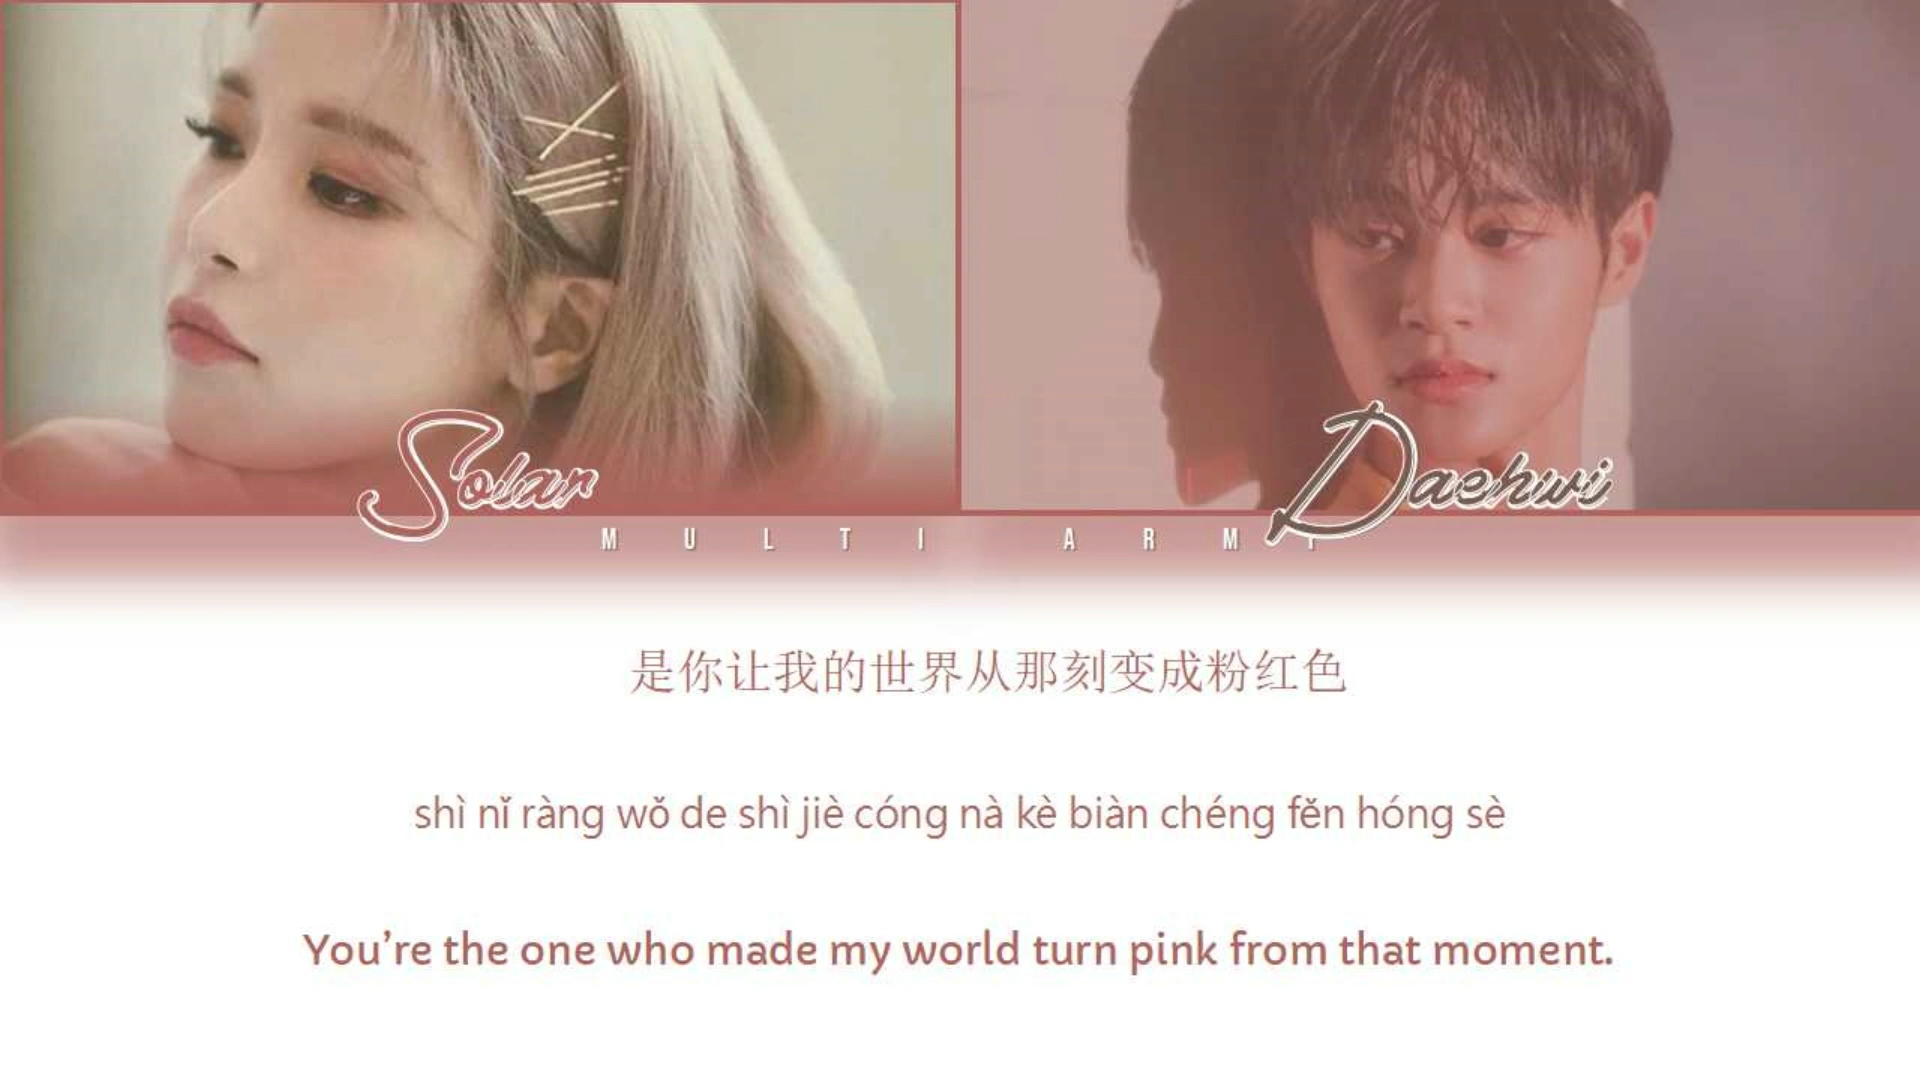 Solar
Daehwi
MULTI ARMY
是你让我的世界从那刻变成粉红色
shì nǐ ràng wǒ de shì jiè cóng nà kè biàn chéng fěn hóng sè
You're the one who made my world turn pink from that moment.